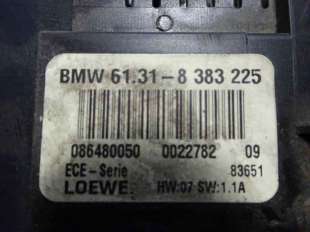 BMW 61.31-8 383 225
086480050 0022782 09
ECE-Serie 83651
LOEWE HW:07 SW:1.1A